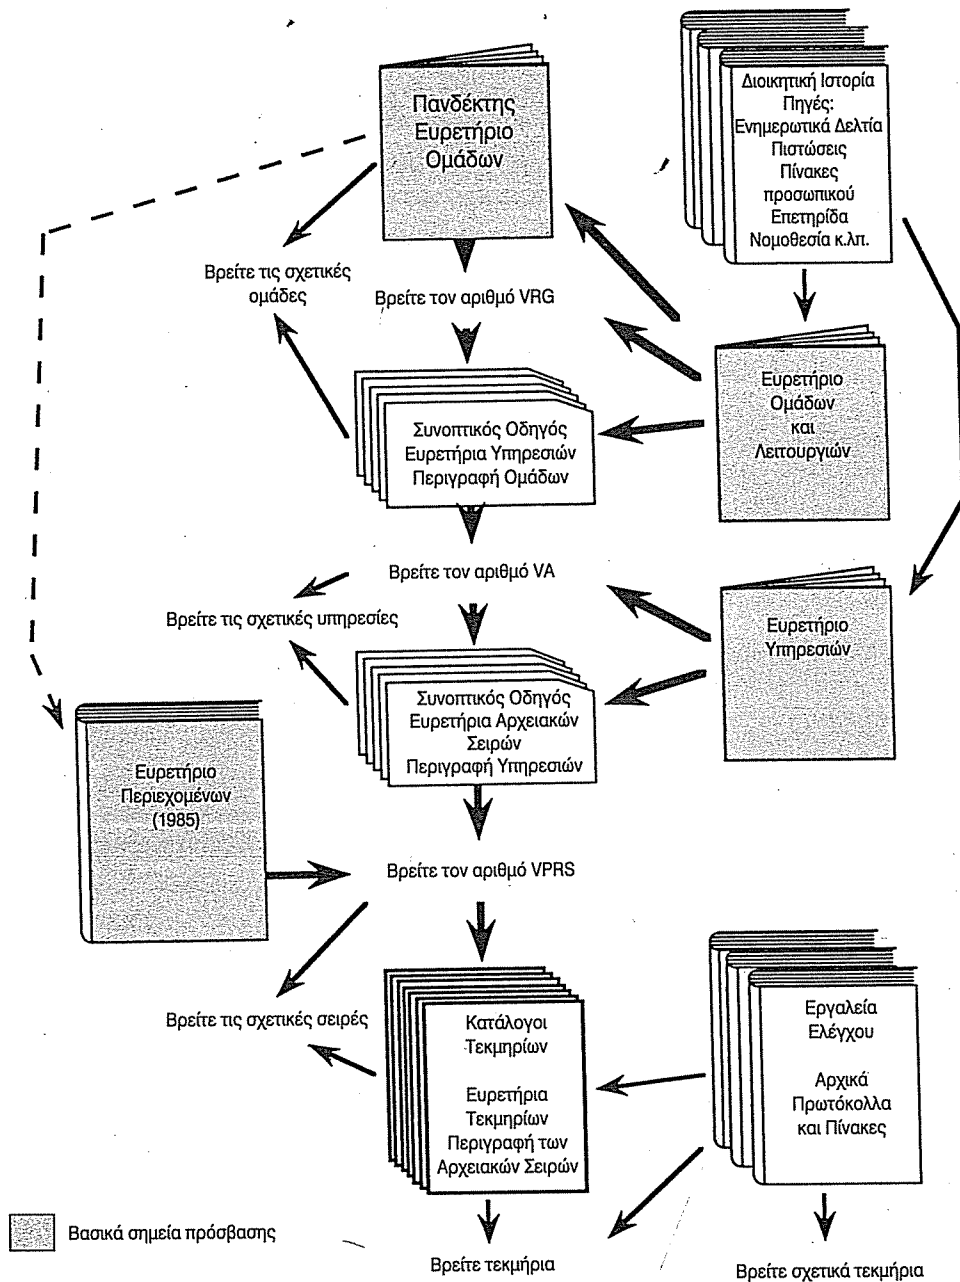 Πανδέκτης
Ευρετήριο
Ομάδων
Διοικητική Ιστορία
Πηγές:
Ενημερωτικά Δελτία
Πιστώσεις
Πίνακες
προσωπικού
Επετηρίδα
Νομοθεσία κ.λπ.
Βρείτε τις σχετικές
ομάδες
Βρείτε τον αριθμό VRG
Ευρετήριο
Ομάδων
και
Λειτουργιών
Συνοπτικός Οδηγός
Ευρετήρια Υπηρεσιών
Περιγραφή Ομάδων
Βρείτε τον αριθμό VA
Βρείτε τις σχετικές υπηρεσίες
Ευρετήριο
Υπηρεσιών
Συνοπτικός Οδηγός
Ευρετήρια Αρχειακών
Σειρών
Περιγραφή Υπηρεσιών
Ευρετήριο
Περιεχομένων
(1985)
Βρείτε τον αριθμό VPRS
Βρείτε τις σχετικές σειρές
Κατάλογοι
Τεκμηρίων
Ευρετήρια
Τεκμηρίων
Περιγραφή των
Αρχειακών Σειρών
Εργαλεία
Ελέγχου
Αρχικά
Πρωτόκολλα
και Πίνακες
Βασικά σημεία πρόσβασης
Βρείτε τεκμήρια
Βρείτε σχετικά τεκμήρια